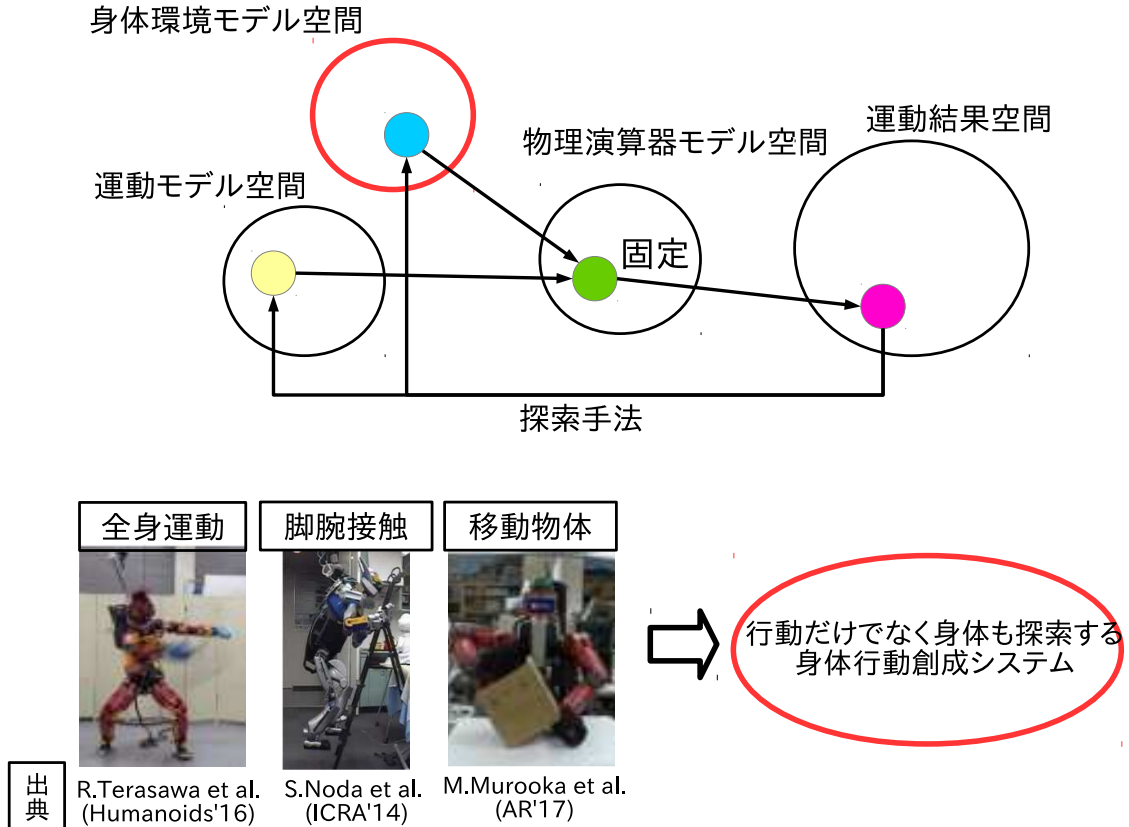 身体環境モデル空間
運動結果空間
物理演算器モデル空間
運動モデル空間
固定
探索手法
全身運動
脚腕接触
移動物体
行動だけでなく身体も探索する
身体行動創成システム
出典
R.Terasawa et al.
(Humanoids'16)
S.Noda et al.
(ICRA'14)
M.Murooka et al.
(AR'17)